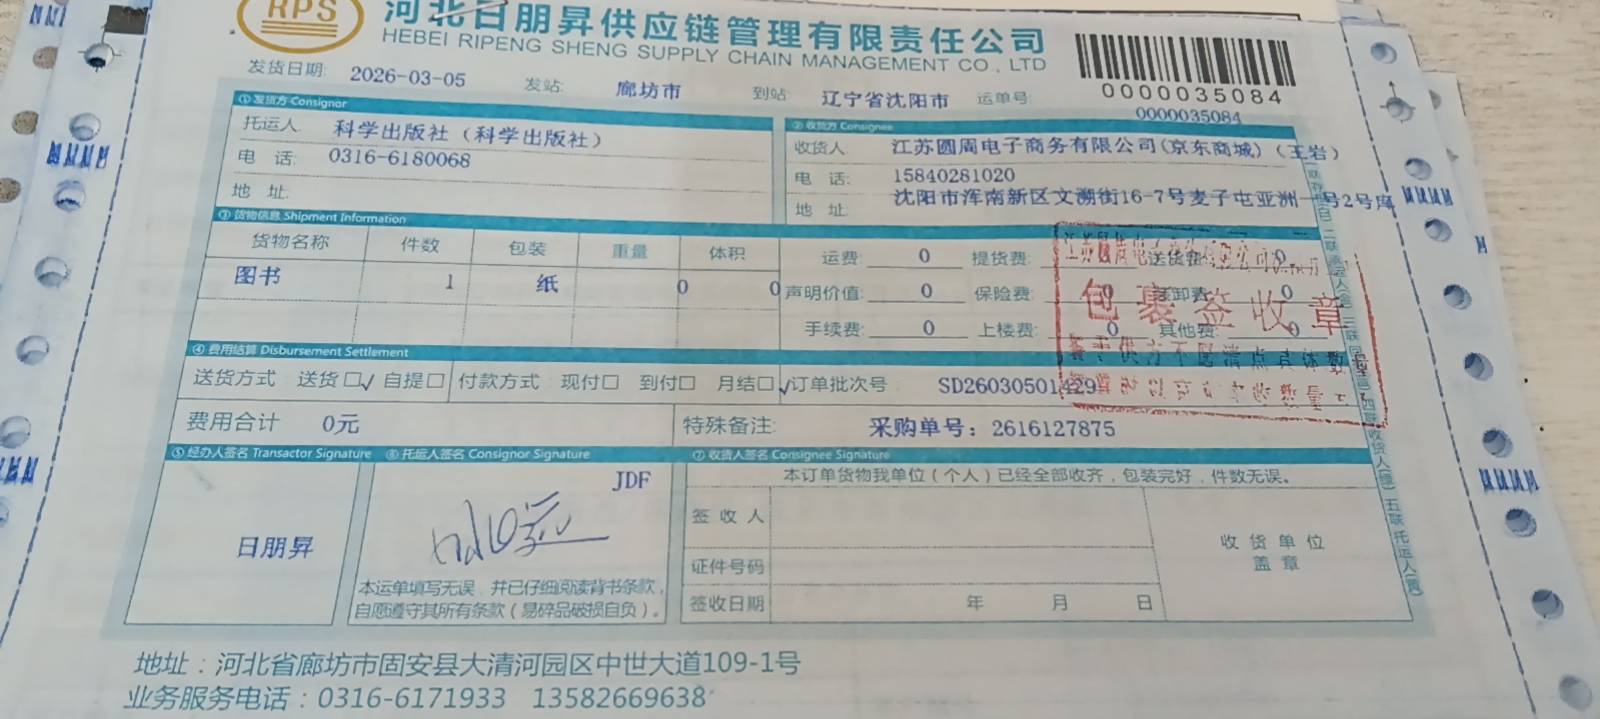 RPS
河北日朋昇供应链管理有限责任公司
HEBEI RIPENG SHENG SUPPLY CHAIN MANAGEMENT CO., LTD
发货日期: 2026-03-05 发站: 廊坊市 到站: 辽宁省沈阳市 运单号: 0000035084
0000035084
①发货方 Consignor
托运人 科学出版社（科学出版社）
电 话: 0316-6180068
地 址:
②收货方 Consignee
收货人 江苏圆周电子商务有限公司(京东商城)（王岩）
电 话: 15840281020
地 址: 沈阳市浑南新区文溯街16-7号麦子屯亚洲一号2号库
③货物信息 Shipment Information
货物名称 件数 包装 重量 体积
图书 1 纸 0 0
运费: 0 提货费: 送货费: 0
声明价值: 0 保险费: 0 装卸费: 0
手续费: 0 上楼费: 0 其他费: 0
包裹签收章
④费用结算 Disbursement Settlement
送货方式 送货□√ 自提□ 付款方式 现付□ 到付□ 月结□√ 订单批次号 SD26030501429
费用合计 0元 特殊备注: 采购单号：2616127875
⑤经办人签名 Transactor Signature
日朋昇
⑥托运人签名 Consignor Signature
JDF
本运单填写无误，并已仔细阅读背书条款，
自愿遵守其所有条款（易碎品破损自负）。
⑦收货人签名 Consignee Signature
本订单货物我单位（个人）已经全部收齐，包装完好，件数无误。
签 收 人
证件号码
签收日期 年 月 日
收 货 单 位
盖 章
地址：河北省廊坊市固安县大清河园区中世大道109-1号
业务服务电话：0316-6171933 13582669638